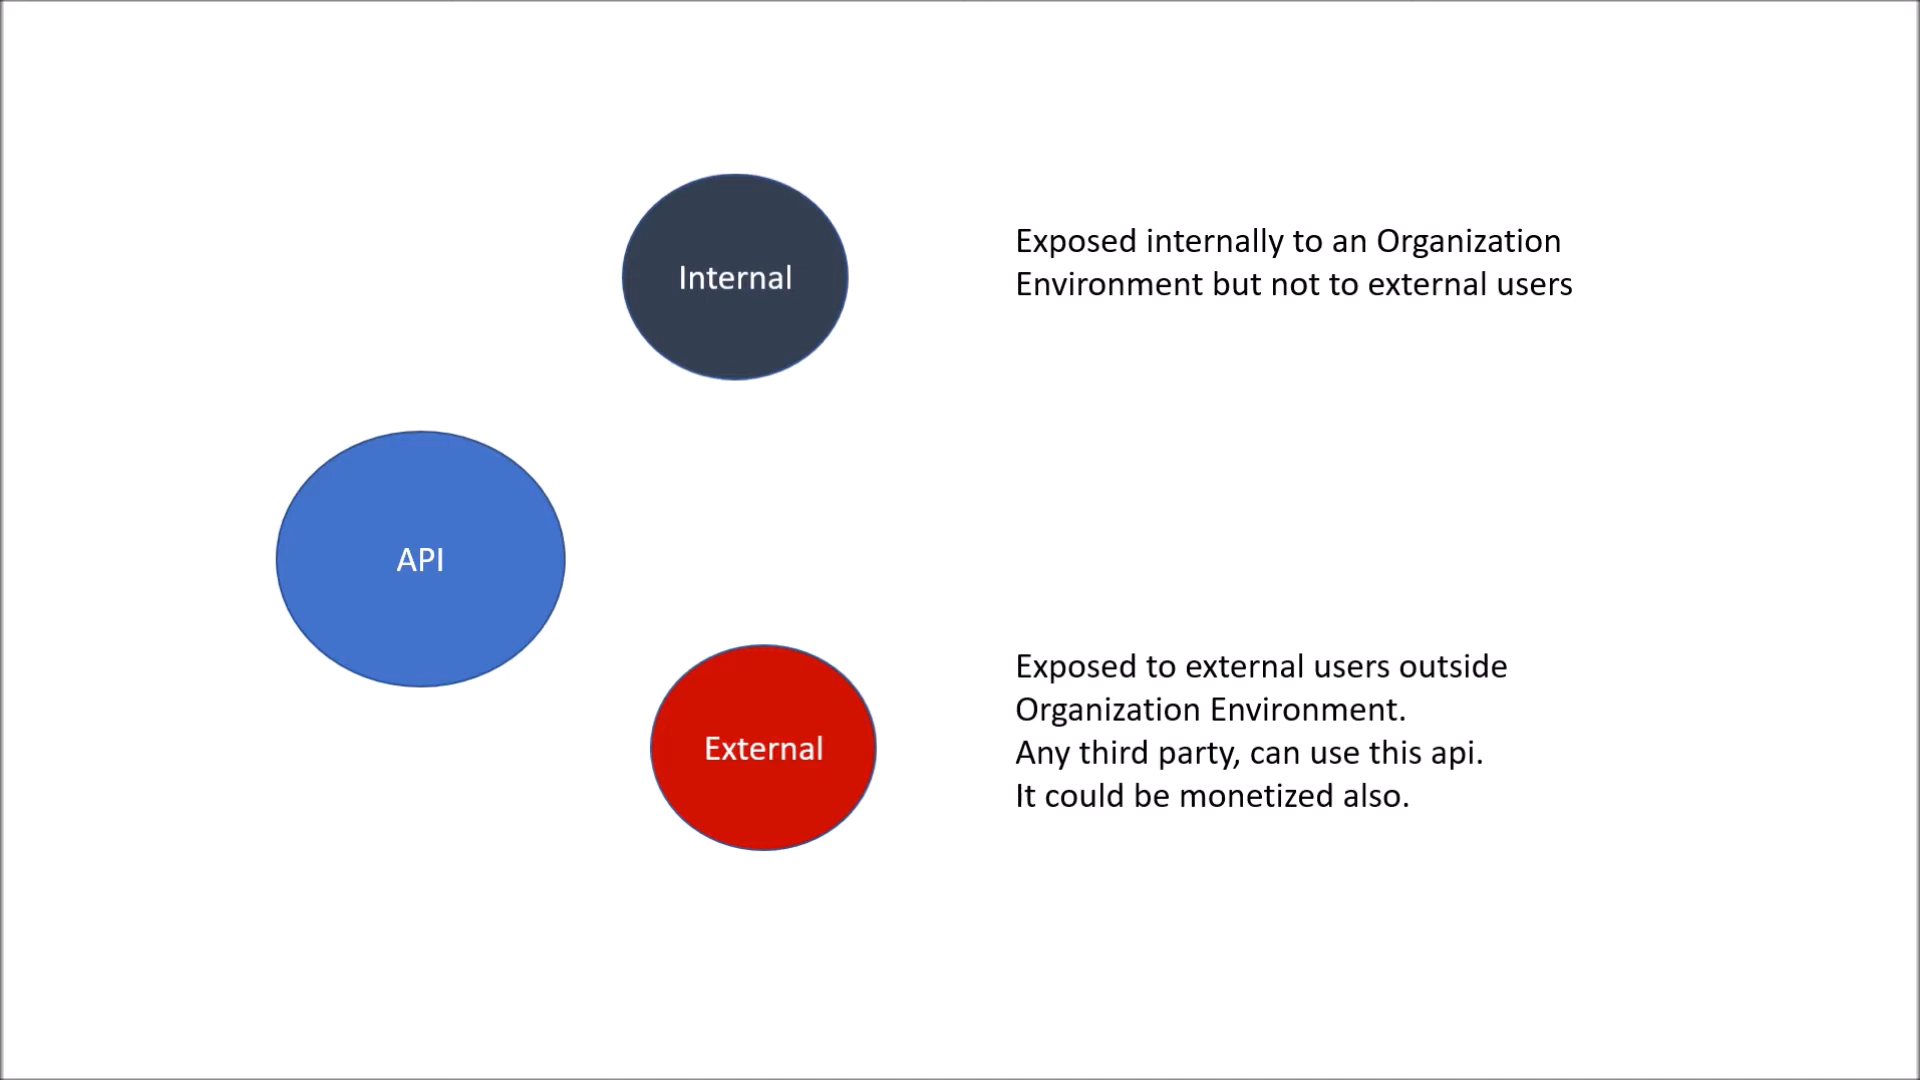 Internal
Exposed internally to an Organization
Environment but not to external users
API
External
Exposed to external users outside
Organization Environment.
Any third party, can use this api.
It could be monetized also.